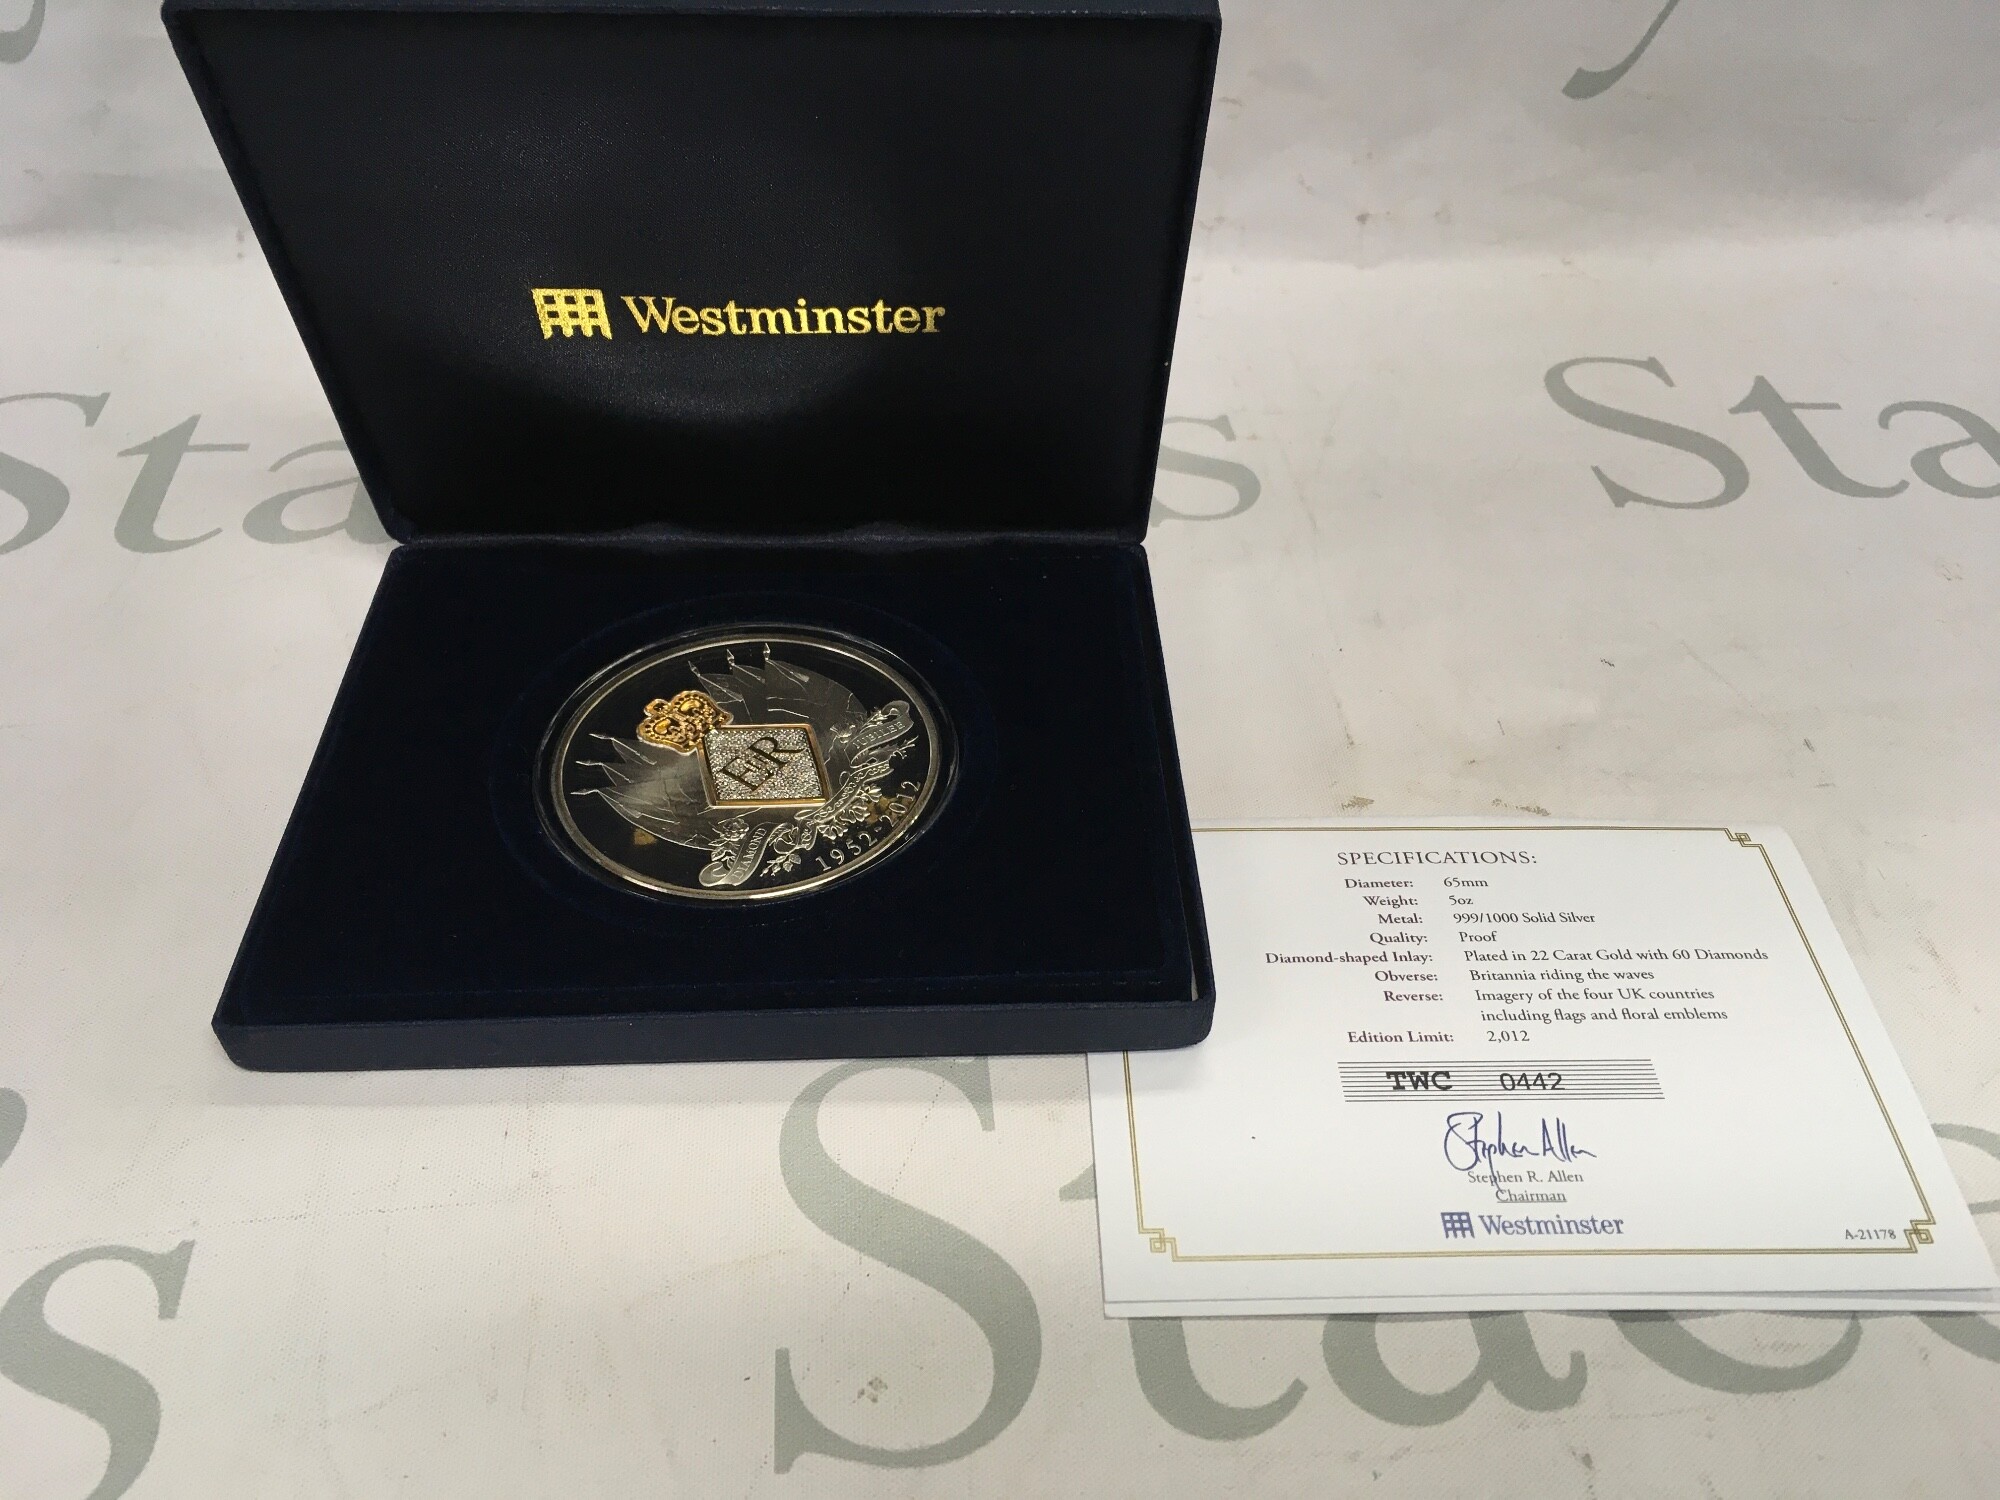 Westminster
EIIR
DIAMOND
JUBILEE
1952-2012
SPECIFICATIONS:
Diameter: 65mm
Weight: 5oz
Metal: 999/1000 Solid Silver
Quality: Proof
Diamond-shaped Inlay: Plated in 22 Carat Gold with 60 Diamonds
Obverse: Britannia riding the waves
Reverse: Imagery of the four UK countries
including flags and floral emblems
Edition Limit: 2,012
TWC 0442
Stephen Allen
Stephen R. Allen
Chairman
Westminster
A-21178